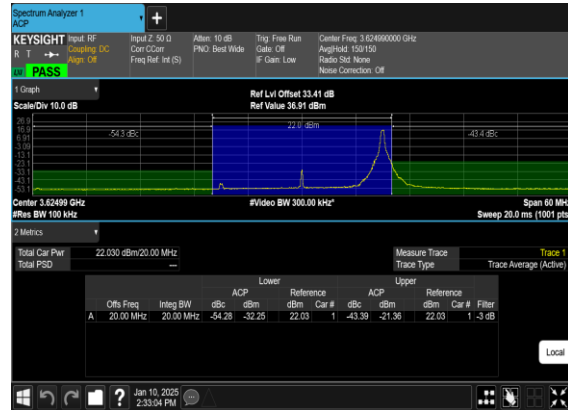 Spectrum Analyzer 1
ACP
+
KEYSIGHT Input: RF Input Z: 50 Ω Atten: 10 dB Trig: Free Run Center Freq: 3.624990000 GHz
R T Coupling: DC Corr CCorr PNO: Best Wide Gate: Off Avg|Hold: 150/150
Align: Off Freq Ref: Int (S) IF Gain: Low Radio Std: None
LW PASS Noise Correction: Off
1 Graph
Ref Lvl Offset 33.41 dB
Scale/Div 10.0 dB Ref Value 36.91 dBm
26.9
16.9 -54.3 dBc 22.0 dBm -43.4 dBc
6.91
-3.09
-13.1
-23.1
-33.1
-43.1
-53.1
Center 3.62499 GHz #Video BW 300.00 kHz* Span 60 MHz
#Res BW 100 kHz Sweep 20.0 ms (1001 pts
2 Metrics
Total Car Pwr 22.030 dBm/20.00 MHz Measure Trace Trace 1
Total PSD --- Trace Type Trace Average (Active)
Lower Upper
ACP Reference ACP Reference
Offs Freq Integ BW dBc dBm dBm Car # dBc dBm dBm Car # Filter
A 20.00 MHz 20.00 MHz -54.28 -32.25 22.03 1 -43.39 -21.36 22.03 1 -3 dB
Local
? Jan 10, 2025
2:33:04 PM